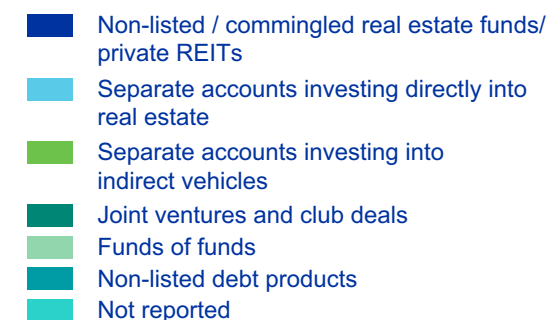 Non-listed / commingled real estate funds/
private REITs
Separate accounts investing directly into
real estate
Separate accounts investing into
indirect vehicles
Joint ventures and club deals
Funds of funds
Non-listed debt products
Not reported